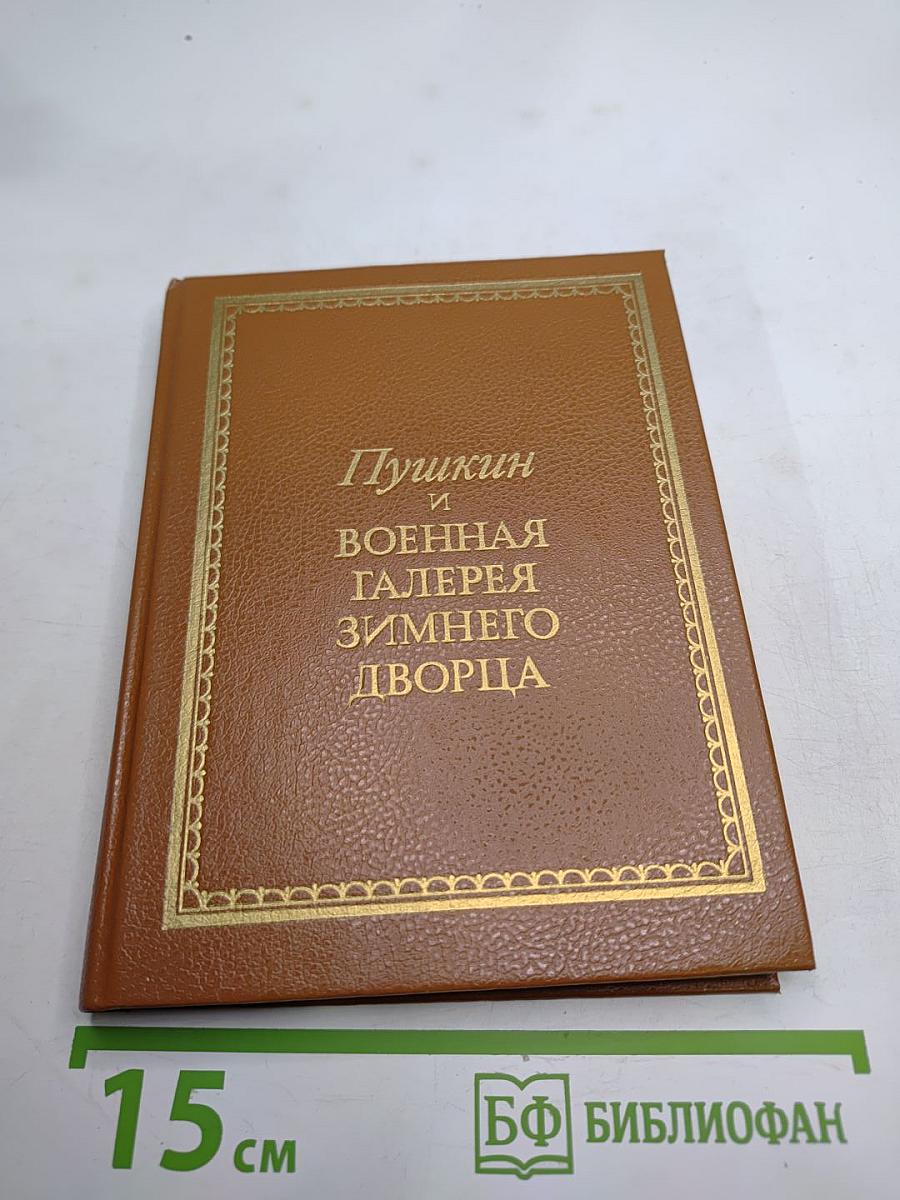 Пушкин
и
ВОЕННАЯ
ГАЛЕРЕЯ
ЗИМНЕГО
ДВОРЦА
15 см
БФ БИБЛИОФАН